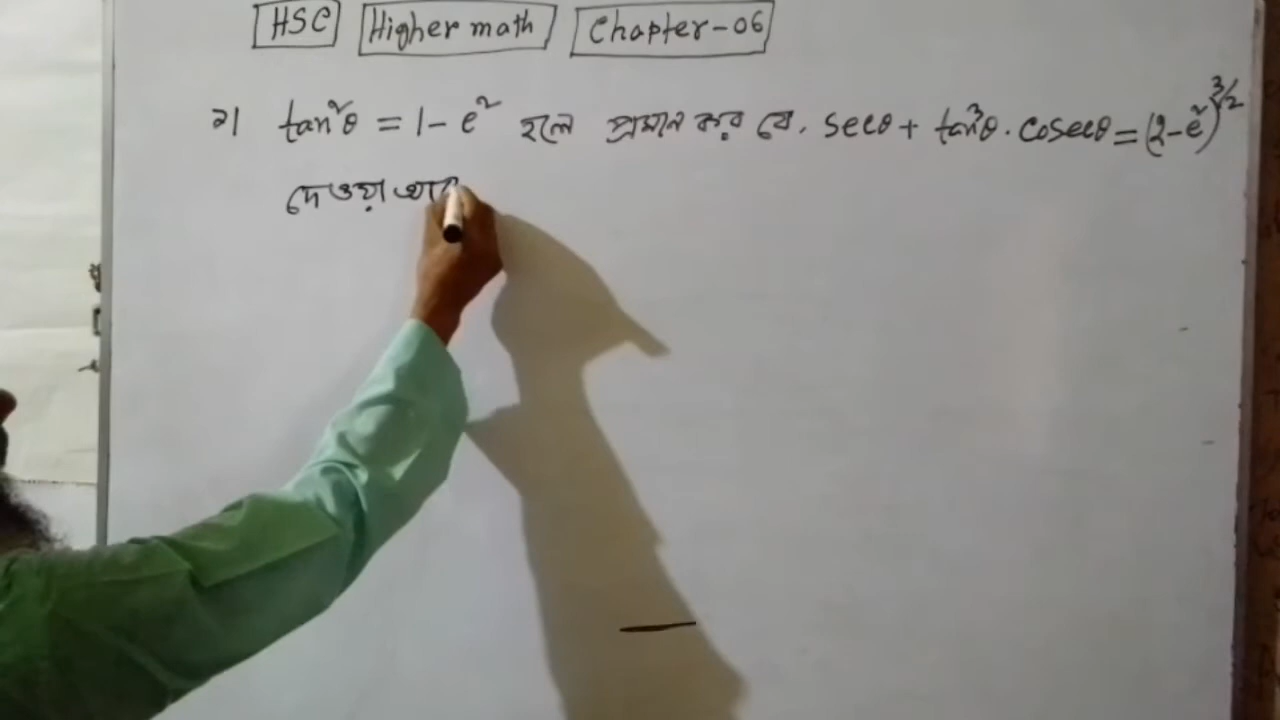 HSC Higher math Chapter-06
২। tan²θ = 1 - e² হলে প্রমান কর যে, secθ + tan³θ . cosecθ = (2-e²)^3/2
দেওয়া